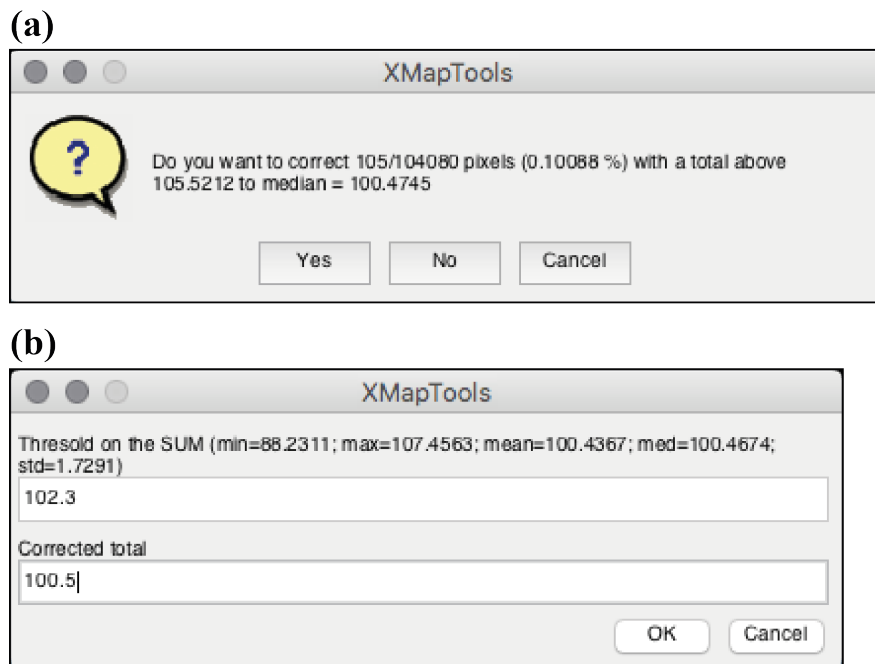 (a)
XMapTools
?
Do you want to correct 105/104080 pixels (0.10088 %) with a total above
105.5212 to median = 100.4745
Yes No Cancel
(b)
XMapTools
Thresold on the SUM (min=88.2311; max=107.4563; mean=100.4367; med=100.4674;
std=1.7291)
102.3
Corrected total
100.5
OK Cancel